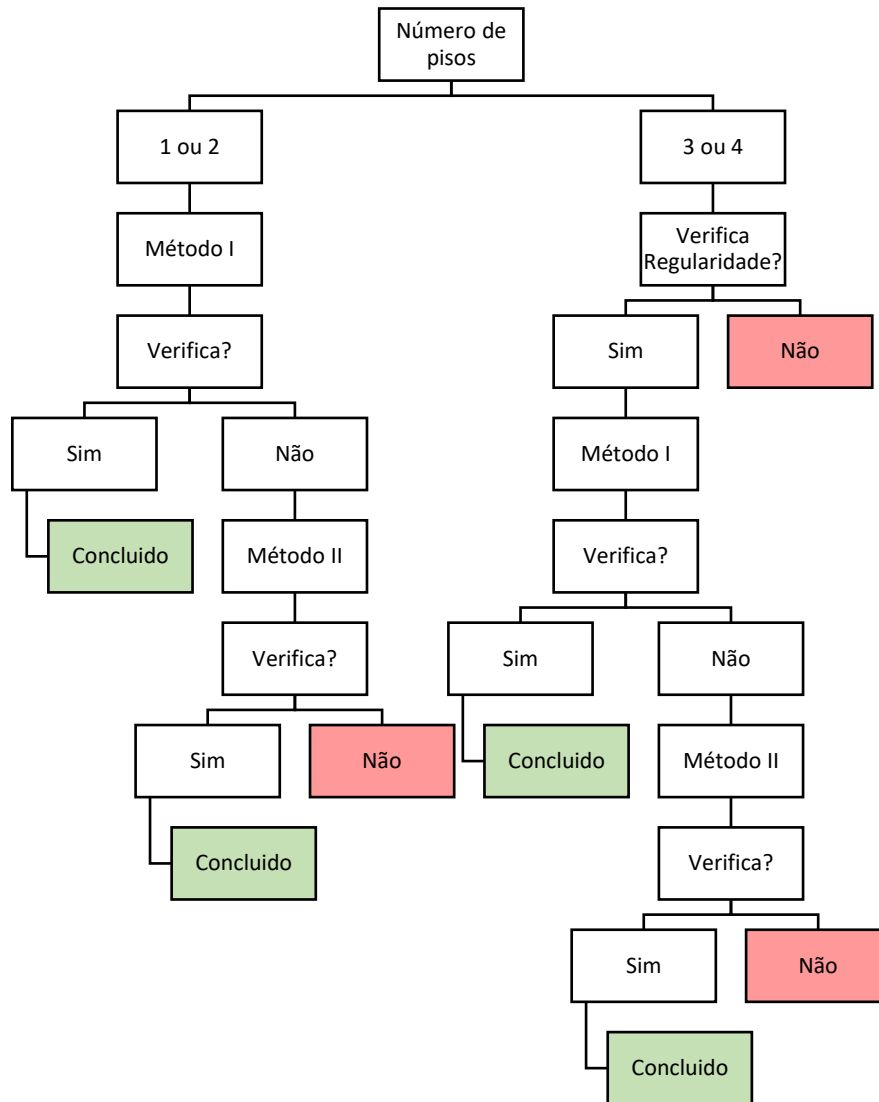 Número de
pisos
1 ou 2
3 ou 4
Método I
Verifica
Regularidade?
Verifica?
Sim
Não
Sim
Não
Método I
Concluido
Método II
Verifica?
Verifica?
Sim
Não
Sim
Não
Concluido
Método II
Concluido
Verifica?
Sim
Não
Concluido